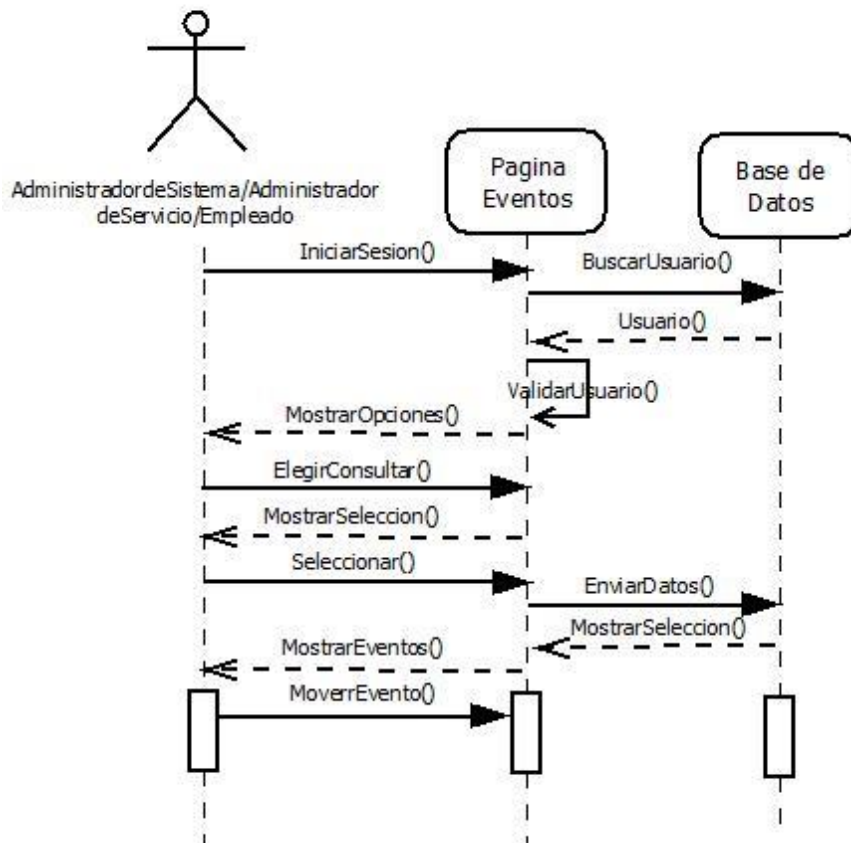 AdministradordeSistema/Administrador
deServicio/Empleado
Pagina
Eventos
Base de
Datos
IniciarSesion()
BuscarUsuario()
Usuario()
ValidarUsuario()
MostrarOpciones()
ElegirConsultar()
MostrarSeleccion()
Seleccionar()
EnviarDatos()
MostrarSeleccion()
MostrarEventos()
MoverrEvento()